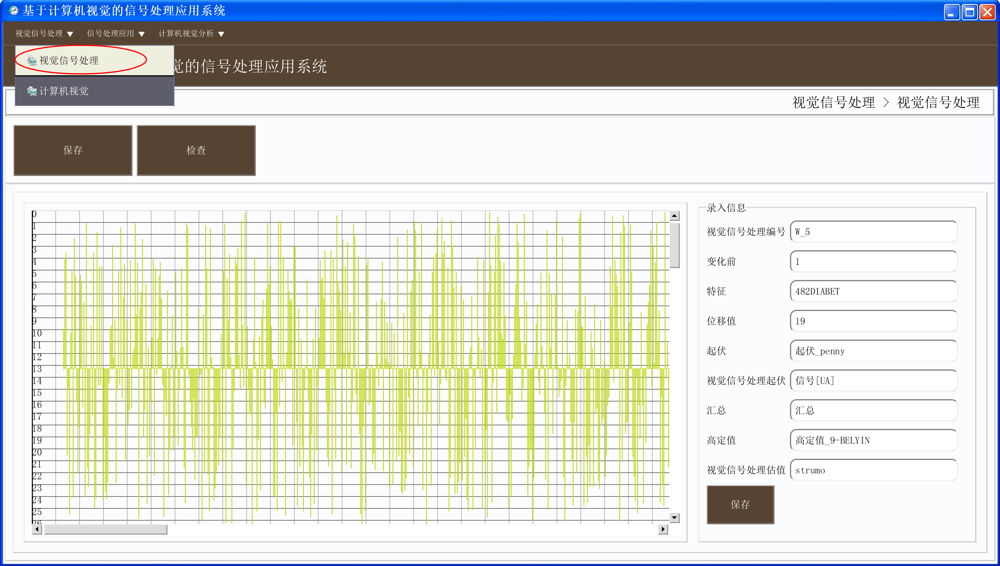 基于计算机视觉的信号处理应用系统
视觉信号处理 ▼ 信号处理应用 ▼ 计算机视觉分析 ▼
视觉信号处理
觉的信号处理应用系统
计算机视觉
视觉信号处理 > 视觉信号处理
保存 检查
0
1
2
3
4
5
6
7
8
9
10
11
12
13
14
15
16
17
18
19
20
21
22
23
24
25
26
录入信息
视觉信号处理编号 W_5
变化前 1
特征 482DIABET
位移值 19
起伏 起伏_penny
视觉信号处理起伏 信号[UA]
汇总 汇总
高定值 高定值_9-BELYIN
视觉信号处理估值 strumo
保存